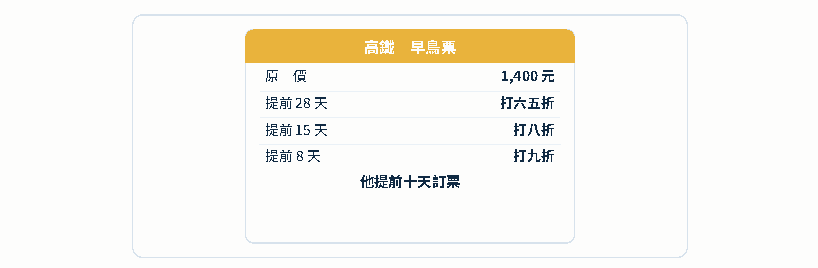 高鐵　早鳥票
原　價　1,400 元
提前 28 天　打六五折
提前 15 天　打八折
提前 8 天　打九折
他提前十天訂票